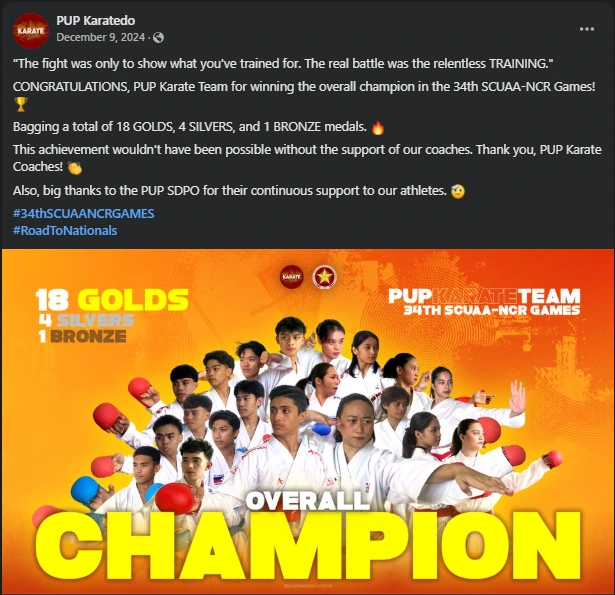 PUP Karatedo
December 9, 2024 ·
"The fight was only to show what you've trained for. The real battle was the relentless TRAINING."
CONGRATULATIONS, PUP Karate Team for winning the overall champion in the 34th SCUAA-NCR Games!
🏆
Bagging a total of 18 GOLDS, 4 SILVERS, and 1 BRONZE medals. 🔥
This achievement wouldn't have been possible without the support of our coaches. Thank you, PUP Karate
Coaches! 👏
Also, big thanks to the PUP SDPO for their continuous support to our athletes. 🫡
#34thSCUAANCRGAMES
#RoadToNationals
KARATE
18 GOLDS
4 SILVERS
1 BRONZE
PUPKARATETEAM
34TH SCUAA-NCR GAMES
OVERALL
CHAMPION